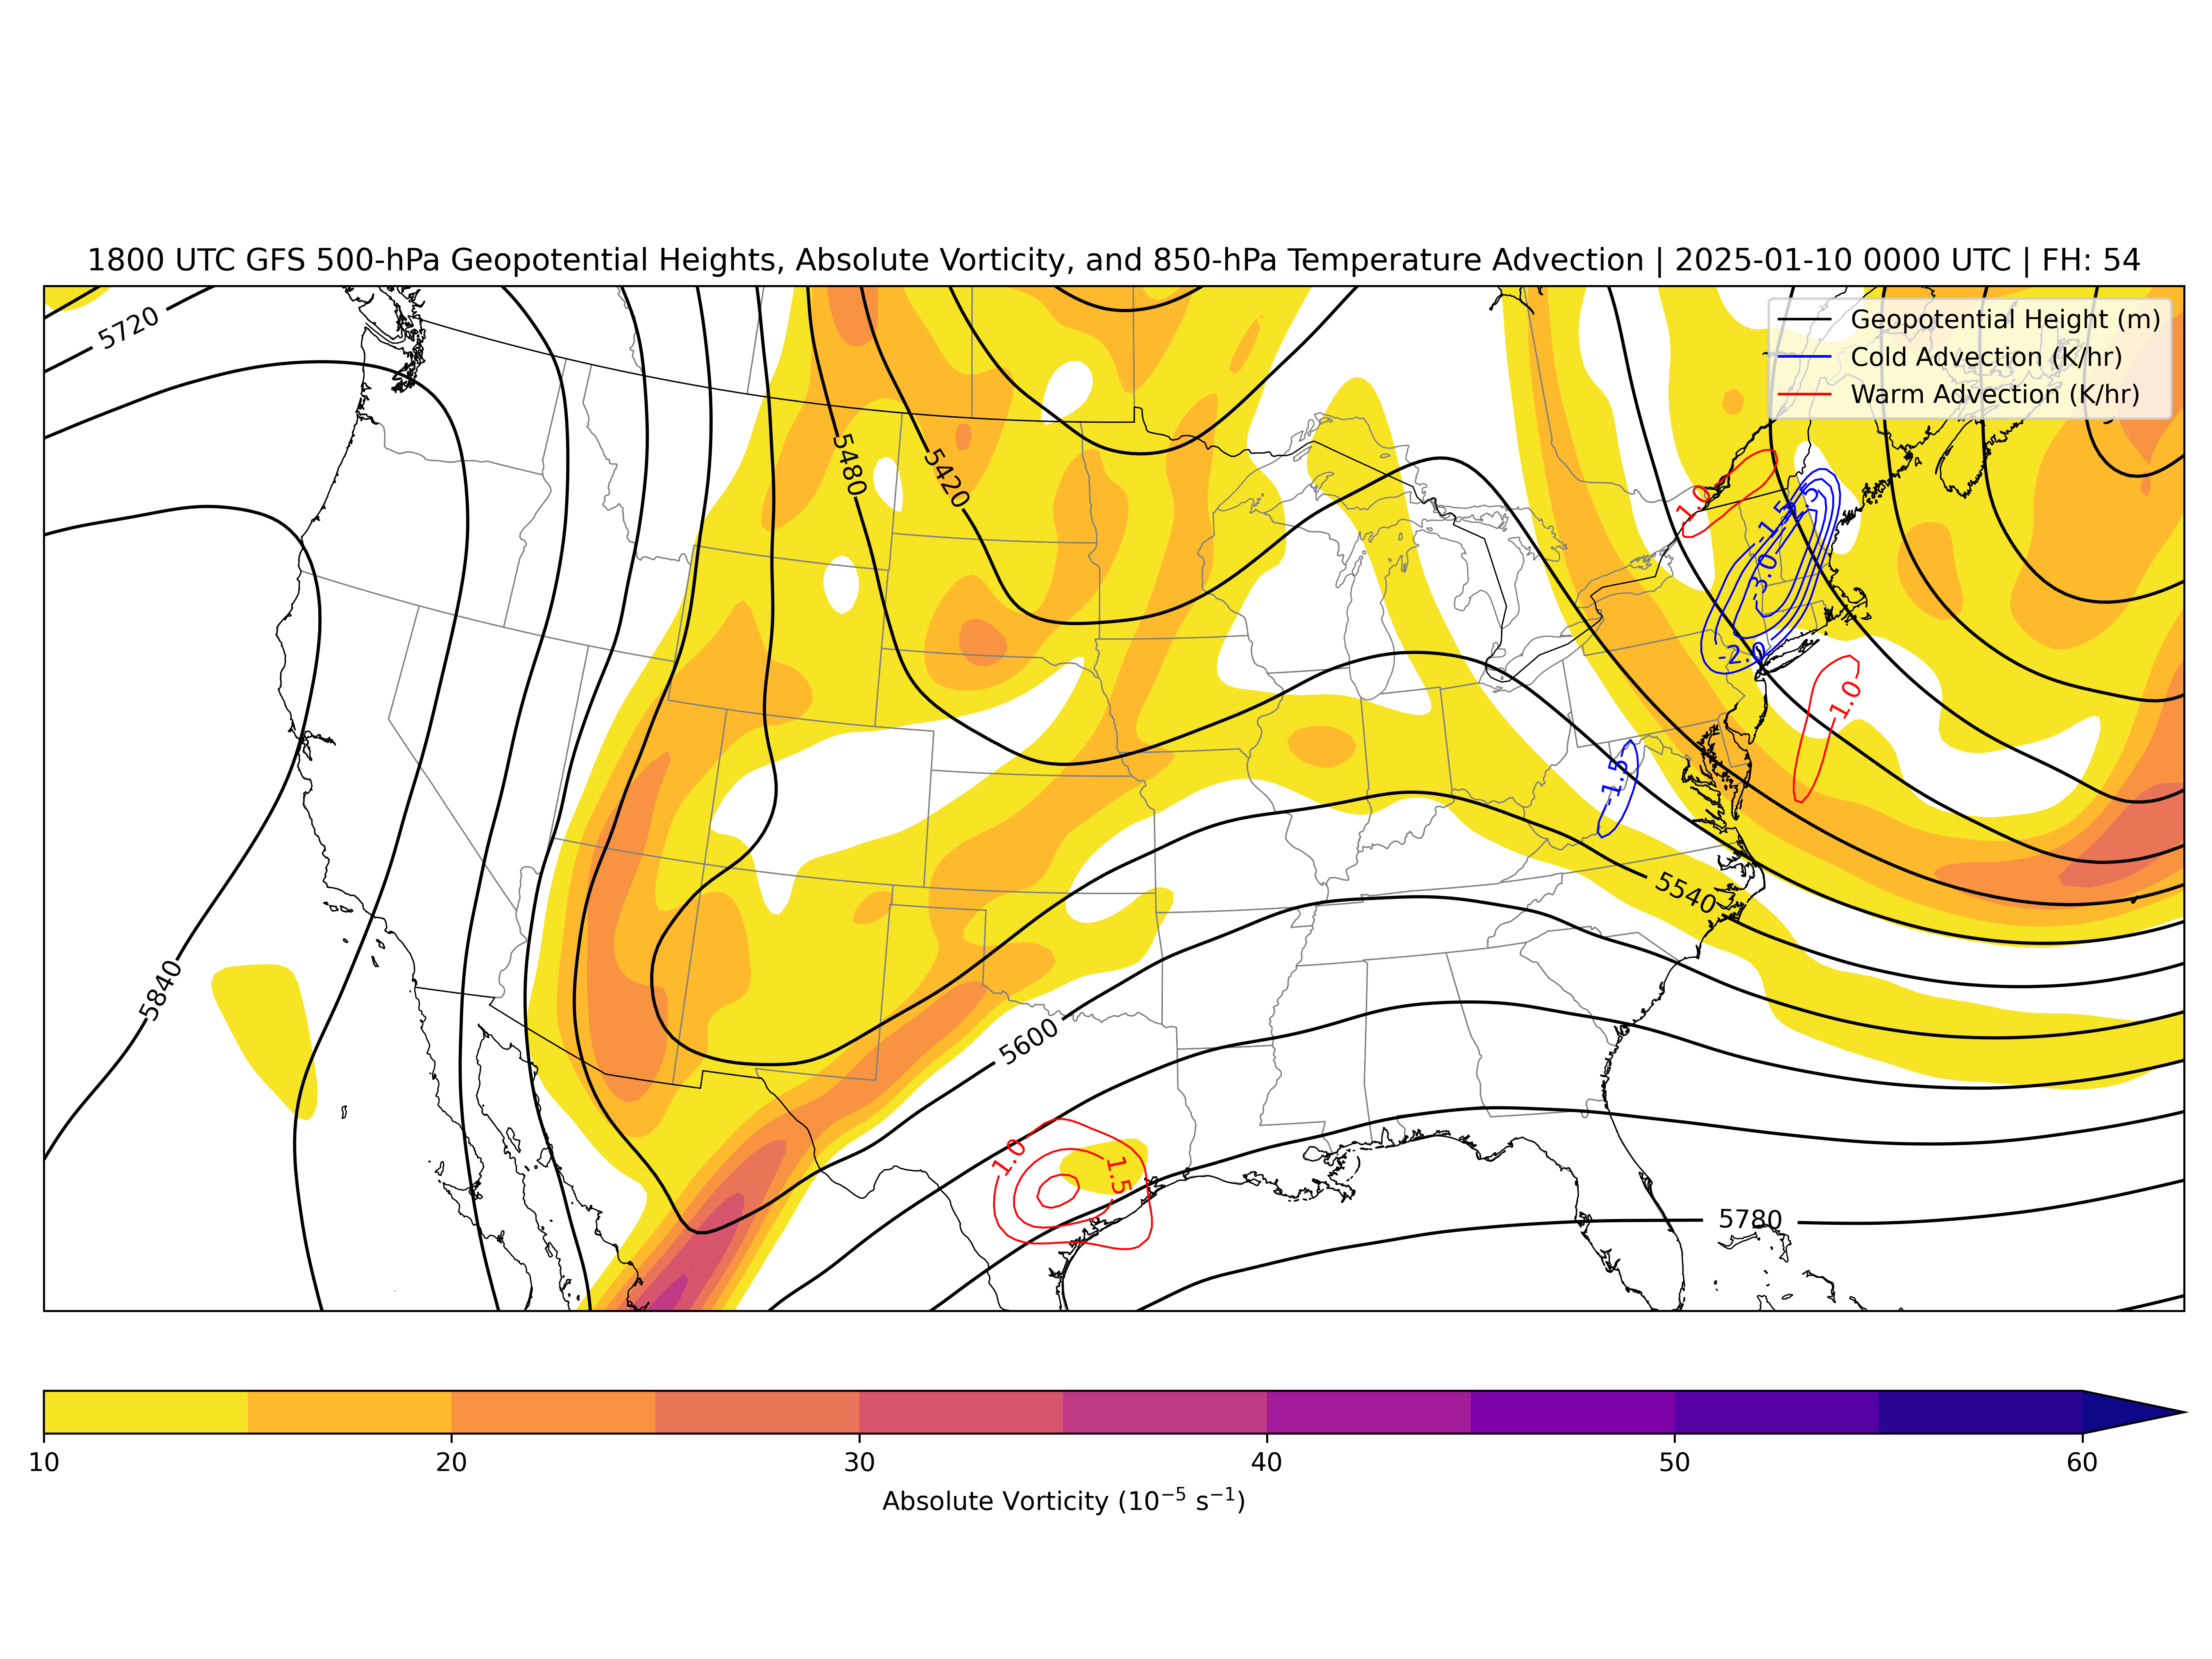 1800 UTC GFS 500-hPa Geopotential Heights, Absolute Vorticity, and 850-hPa Temperature Advection | 2025-01-10 0000 UTC | FH: 54
Geopotential Height (m)
Cold Advection (K/hr)
Warm Advection (K/hr)
5720
5480
5420
1.0
-1.5
-3.0
-2.0
1.0
-1.5
5540
5840
5600
1.0
1.5
5780
10 20 30 40 50 60
Absolute Vorticity (10⁻⁵ s⁻¹)